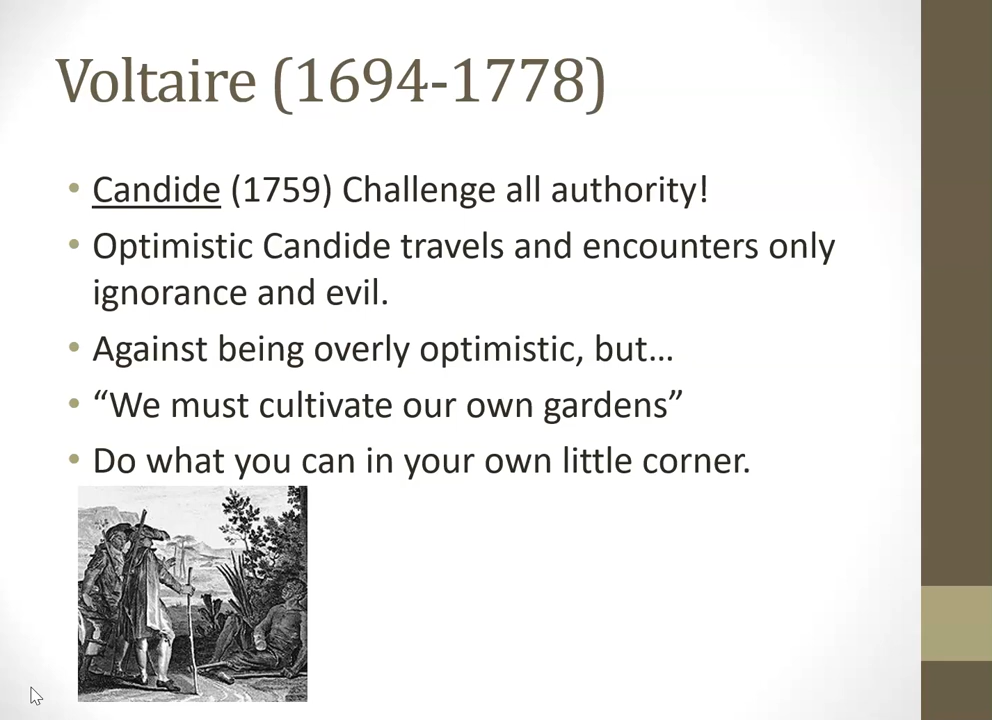 Voltaire (1694-1778)
• Candide (1759) Challenge all authority!
• Optimistic Candide travels and encounters only
ignorance and evil.
• Against being overly optimistic, but…
• “We must cultivate our own gardens”
• Do what you can in your own little corner.